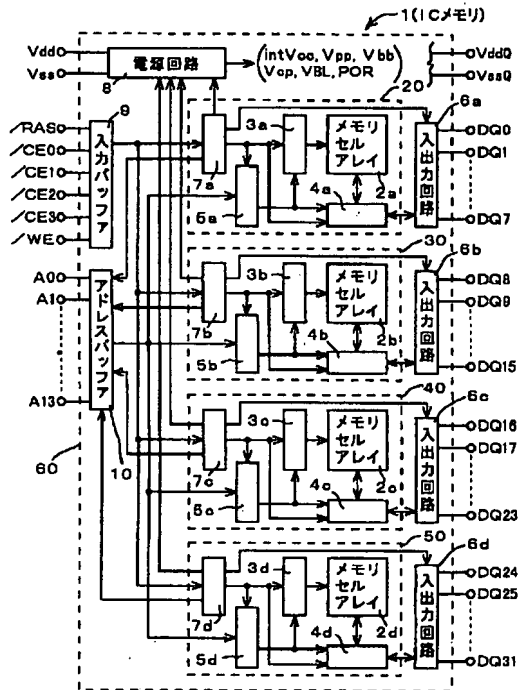 1(ICメモリ)
Vdd
Vss
電源回路
8
(intVcc, Vpp, Vbb
Vcp, VBL, POR)
VddQ
VssQ
20
9
/RAS
/CE0
/CE1
/CE2
/CE3
/WE
入力バッファ
7a
3a
5a
メモリ
セル
アレイ
4a
2a
6a
入出力回路
DQ0
DQ1
DQ7
30
A0
A1
A13
アドレスバッファ
10
60
7b
3b
5b
メモリ
セル
アレイ
4b
2b
6b
入出力回路
DQ8
DQ9
DQ15
40
7c
3c
5c
メモリ
セル
アレイ
4c
2c
6c
入出力回路
DQ16
DQ17
DQ23
50
7d
3d
5d
メモリ
セル
アレイ
4d
2d
6d
入出力回路
DQ24
DQ25
DQ31